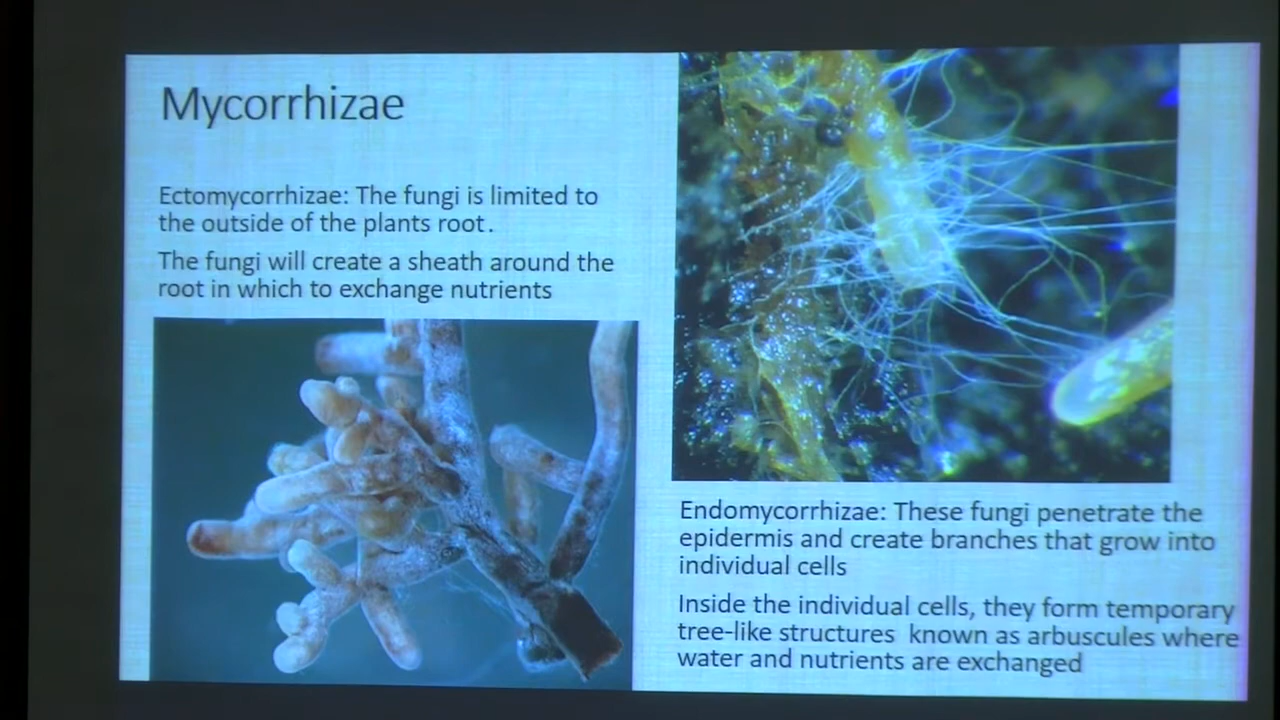 Mycorrhizae
Ectomycorrhizae: The fungi is limited to
the outside of the plants root.
The fungi will create a sheath around the
root in which to exchange nutrients
Endomycorrhizae: These fungi penetrate the
epidermis and create branches that grow into
individual cells
Inside the individual cells, they form temporary
tree-like structures known as arbuscules where
water and nutrients are exchanged